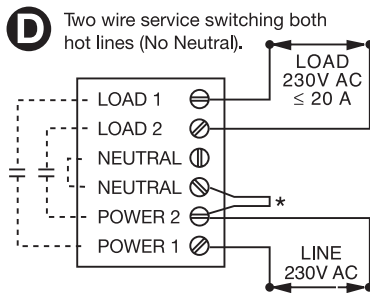 D
Two wire service switching both
hot lines (No Neutral).
LOAD
230V AC
≤ 20 A
LOAD 1
LOAD 2
NEUTRAL
NEUTRAL
*
POWER 2
POWER 1
LINE
230V AC